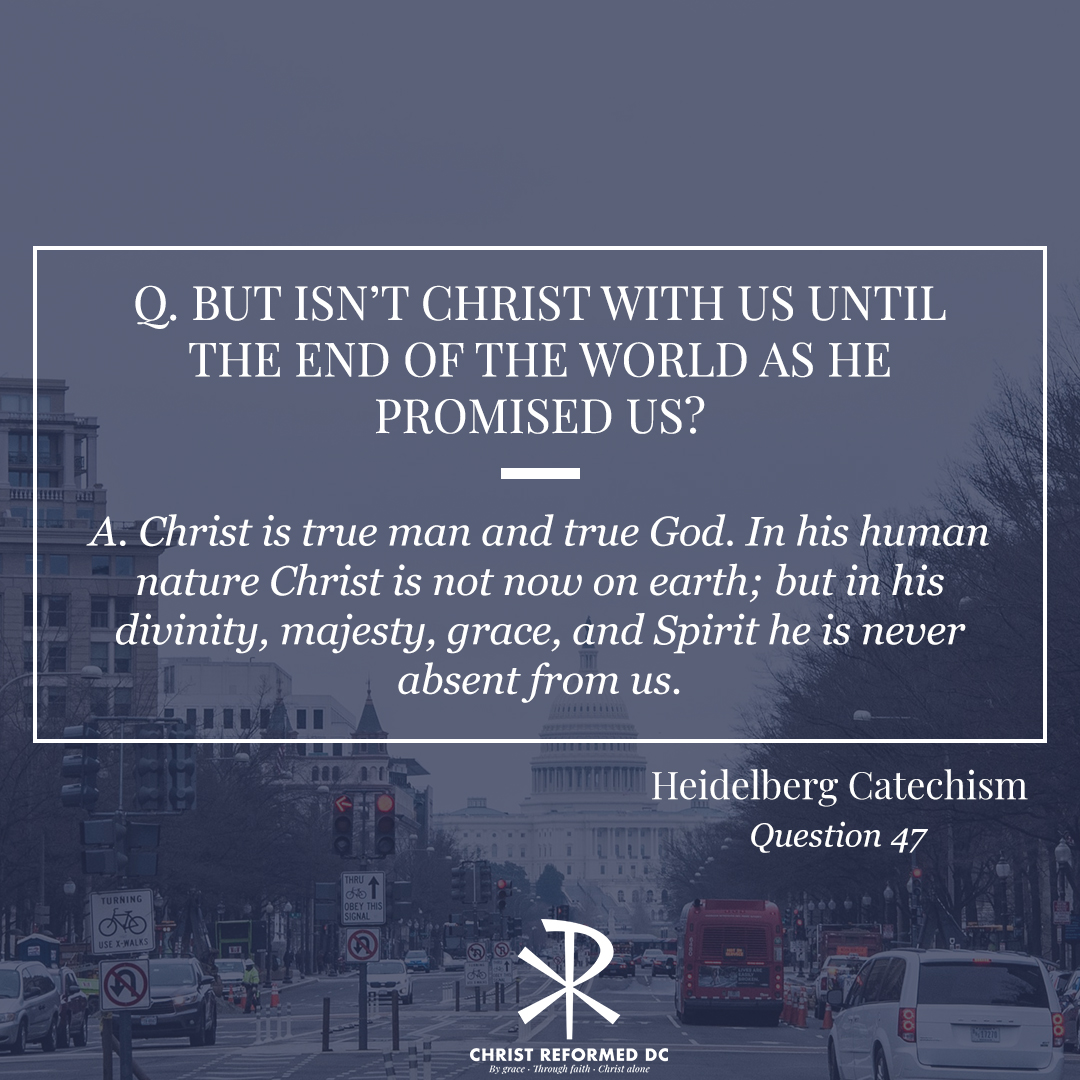 Q. BUT ISN’T CHRIST WITH US UNTIL
THE END OF THE WORLD AS HE
PROMISED US?
A. Christ is true man and true God. In his human
nature Christ is not now on earth; but in his
divinity, majesty, grace, and Spirit he is never
absent from us.
Heidelberg Catechism
Question 47
THRU
OBEY THIS
SIGNAL
TURNING
USE X-WALKS
CHRIST REFORMED DC
By grace · Through faith · Christ alone